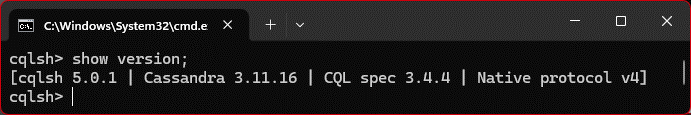 C:\Windows\System32\cmd.e
cqlsh> show version;
[cqlsh 5.0.1 | Cassandra 3.11.16 | CQL spec 3.4.4 | Native protocol v4]
cqlsh>